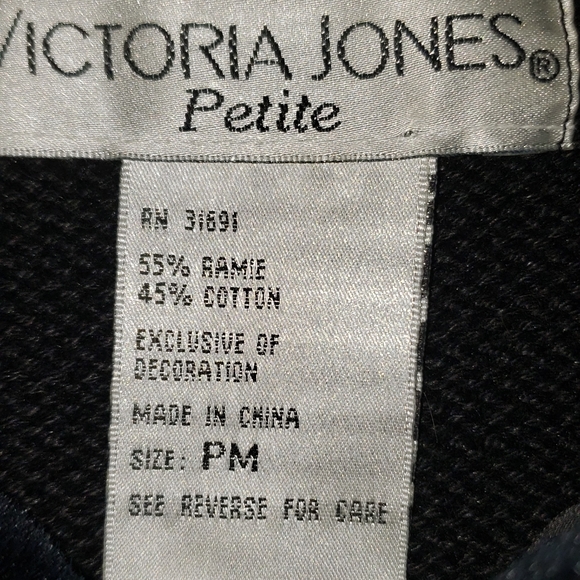 VICTORIA JONES®
Petite
RN 31691
55% RAMIE
45% COTTON
EXCLUSIVE OF
DECORATION
MADE IN CHINA
SIZE: PM
SEE REVERSE FOR CARE